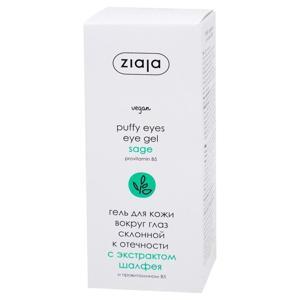 ziaja
vegan
puffy eyes
eye gel
sage
provitamin B5
гель для кожи
вокруг глаз
склонной
к отечности
с экстрактом
шалфея
и провитамином B5